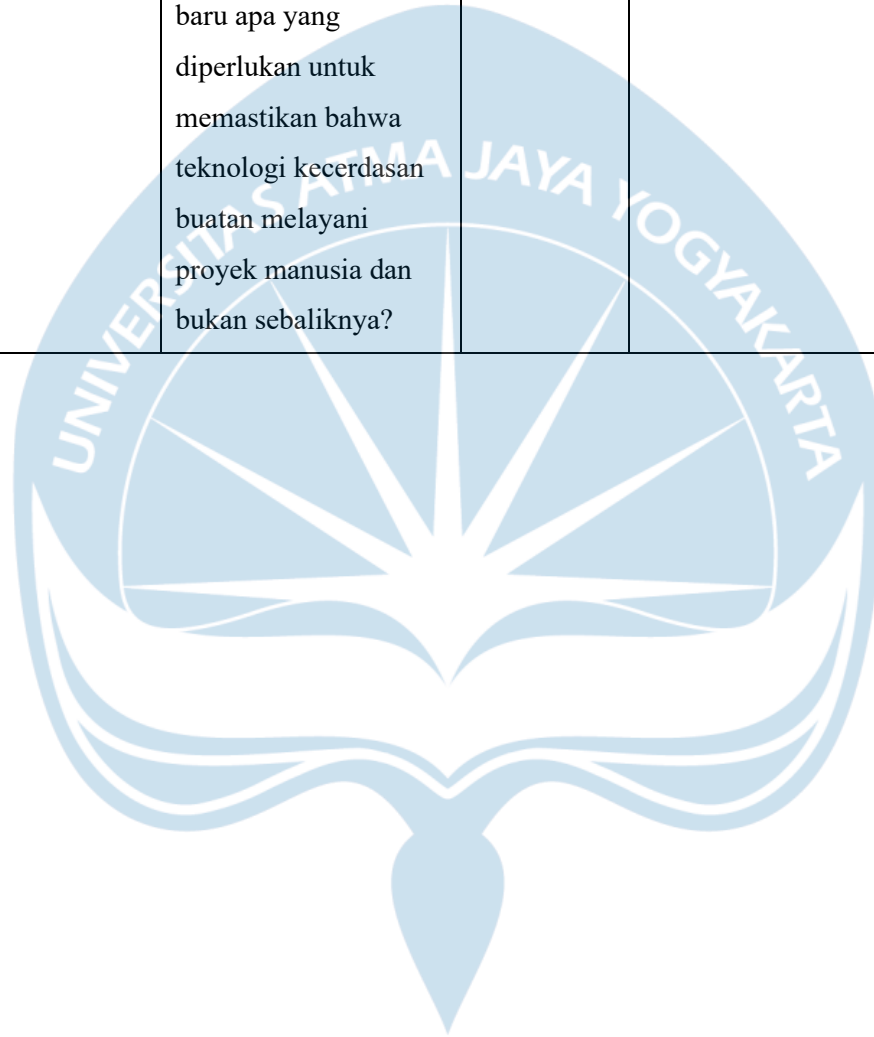 baru apa yang
diperlukan untuk
memastikan bahwa
teknologi kecerdasan
buatan melayani
proyek manusia dan
bukan sebaliknya?
UNIVERSITAS ATMA JAYA YOGYAKARTA